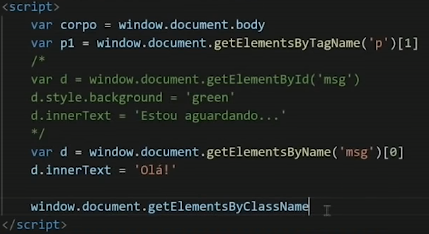 <script>
var corpo = window.document.body
var p1 = window.document.getElementsByTagName('p')[1]
/*
var d = window.document.getElementById('msg')
d.style.background = 'green'
d.innerText = 'Estou aguardando...'
*/
var d = window.document.getElementsByName('msg')[0]
d.innerText = 'Olá!'
window.document.getElementsByClassName
</script>